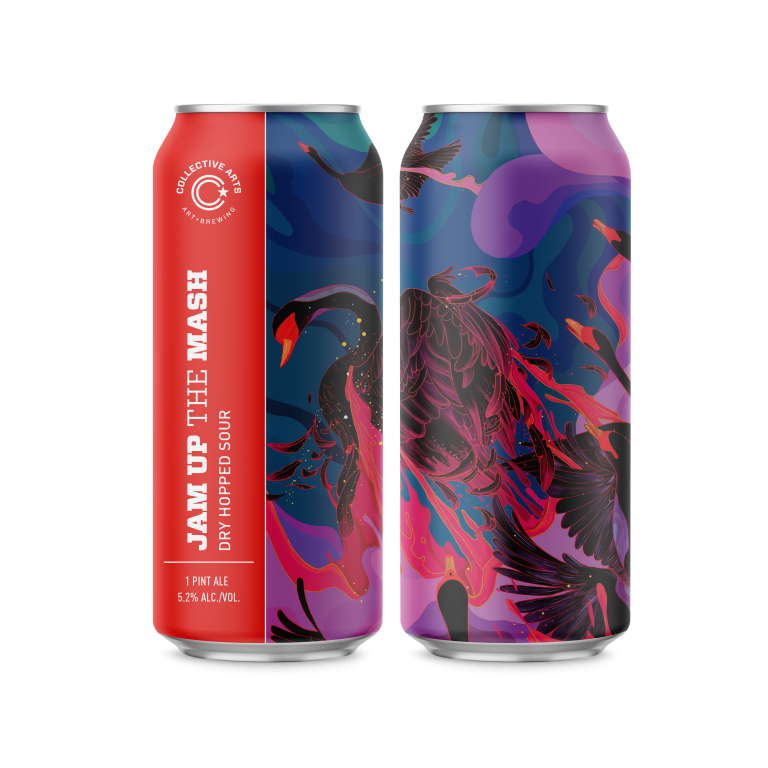 COLLECTIVE ARTS
ART + BREWING
JAM UP THE MASH
DRY HOPPED SOUR
1 PINT ALE
5.2% ALC./VOL.